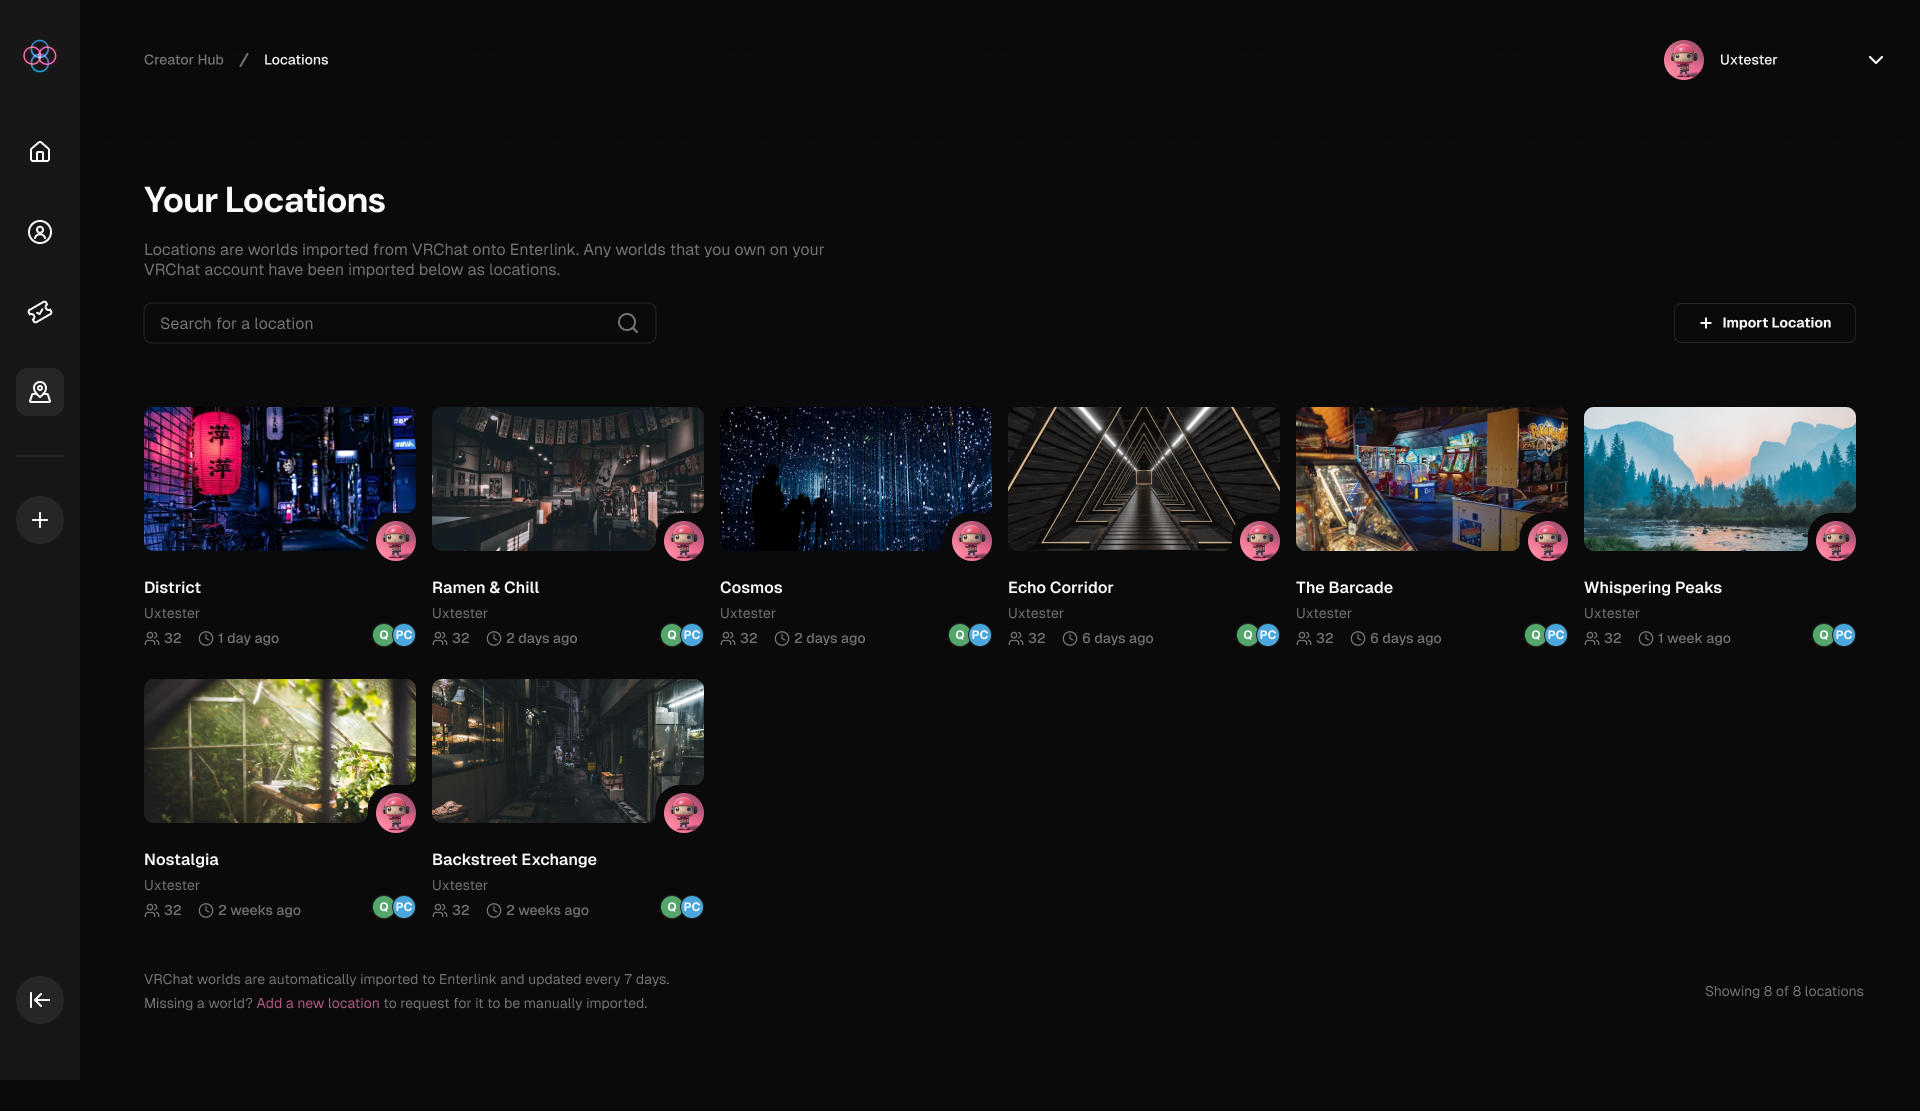 Creator Hub / Locations
Uxtester
Your Locations
Locations are worlds imported from VRChat onto Enterlink. Any worlds that you own on your
VRChat account have been imported below as locations.
Search for a location
Import Location
洋
洋
District
Uxtester
32 1 day ago Q PC
Ramen & Chill
Uxtester
32 2 days ago Q PC
Cosmos
Uxtester
32 2 days ago Q PC
Echo Corridor
Uxtester
32 6 days ago Q PC
The Barcade
Uxtester
32 6 days ago Q PC
Whispering Peaks
Uxtester
32 1 week ago Q PC
Nostalgia
Uxtester
32 2 weeks ago Q PC
Backstreet Exchange
Uxtester
32 2 weeks ago Q PC
VRChat worlds are automatically imported to Enterlink and updated every 7 days.
Missing a world? Add a new location to request for it to be manually imported.
Showing 8 of 8 locations